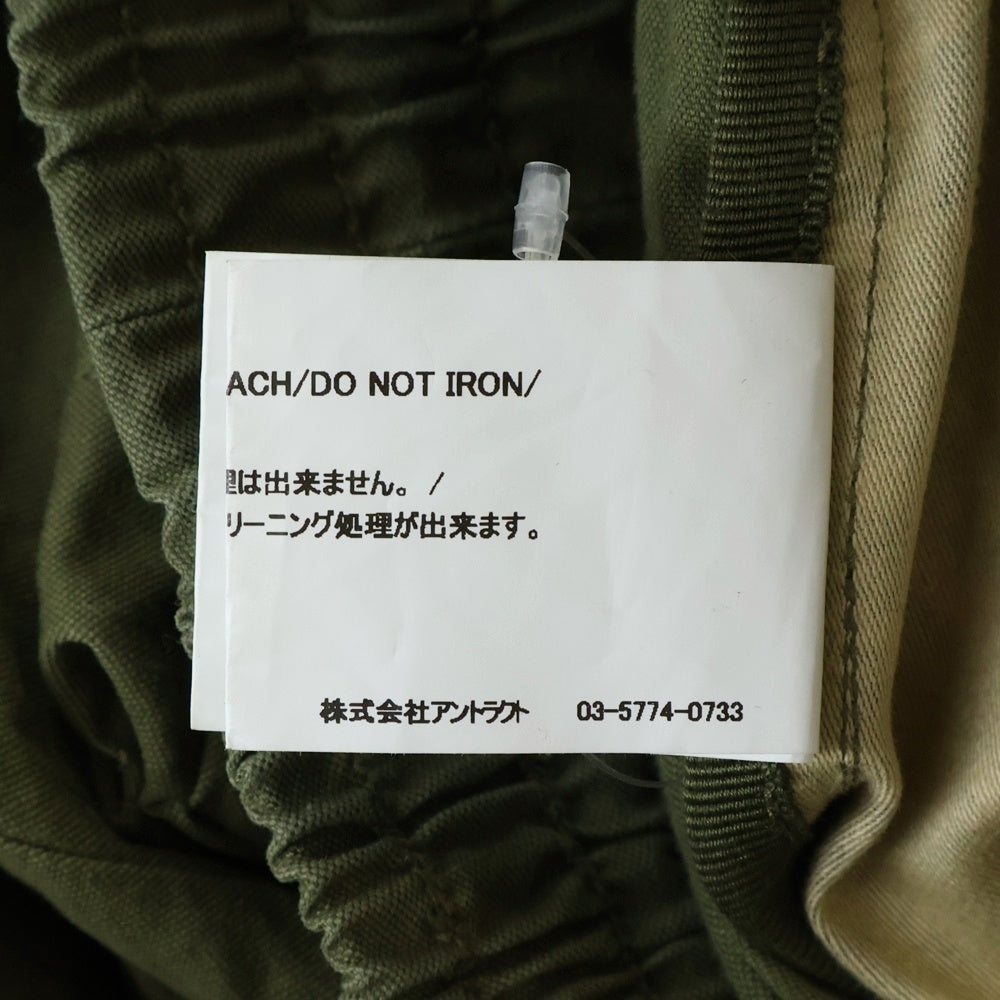 ACH/DO NOT IRON/
理は出来ません。 /
リーニング処理が出来ます。
株式会社アントラクト 03-5774-0733